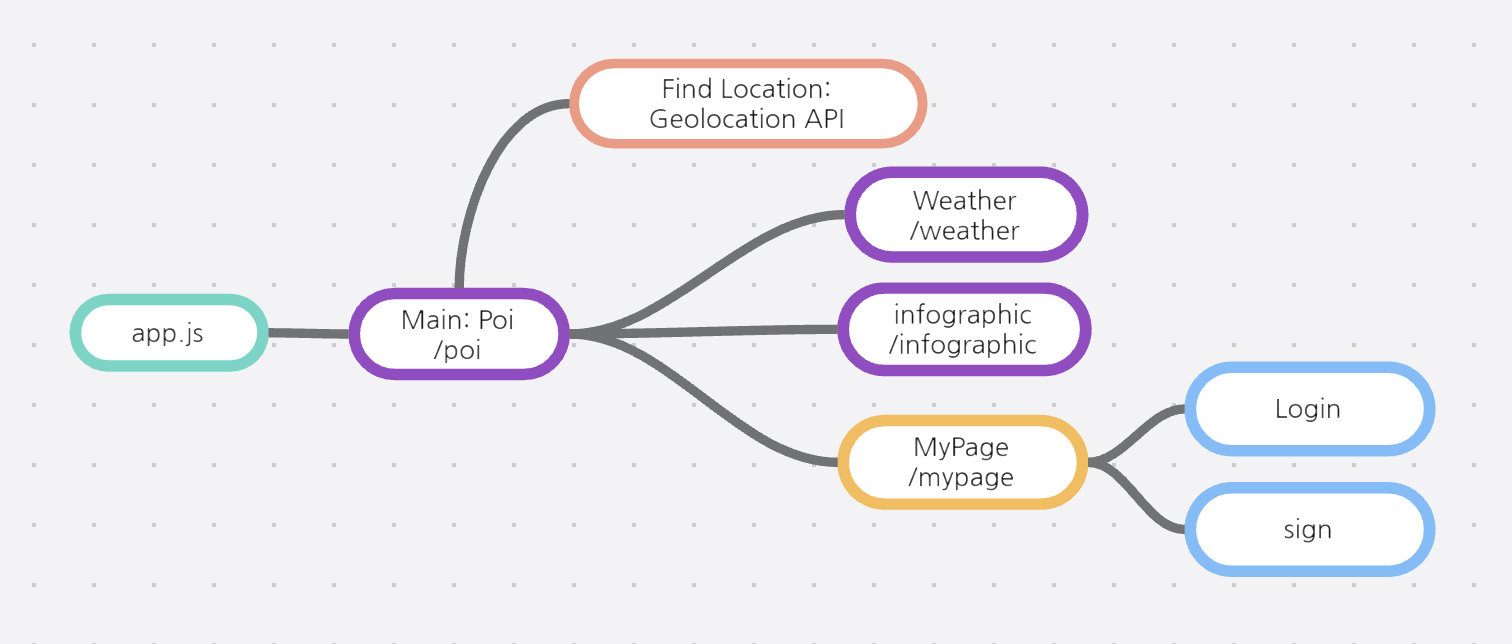 Find Location:
Geolocation API
Weather
/weather
app.js
Main: Poi
/poi
infographic
/infographic
MyPage
/mypage
Login
sign